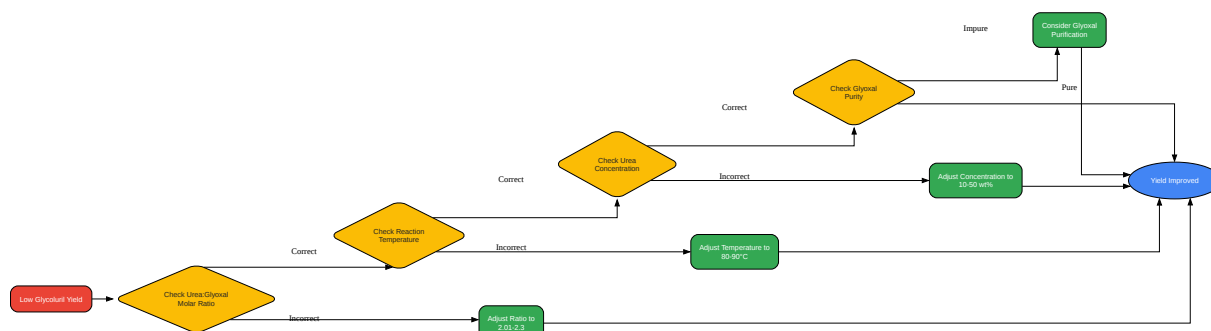 Impure
Consider Glyoxal
Purification
Check Glyoxal
Purity
Pure
Correct
Check Urea
Concentration
Incorrect
Adjust Concentration to
10-50 wt%
Yield Improved
Correct
Check Reaction
Temperature
Incorrect
Adjust Temperature to
80-90°C
Correct
Low Glycoluril Yield
Check Urea:Glyoxal
Molar Ratio
Incorrect
Adjust Ratio to
2.01-2.3